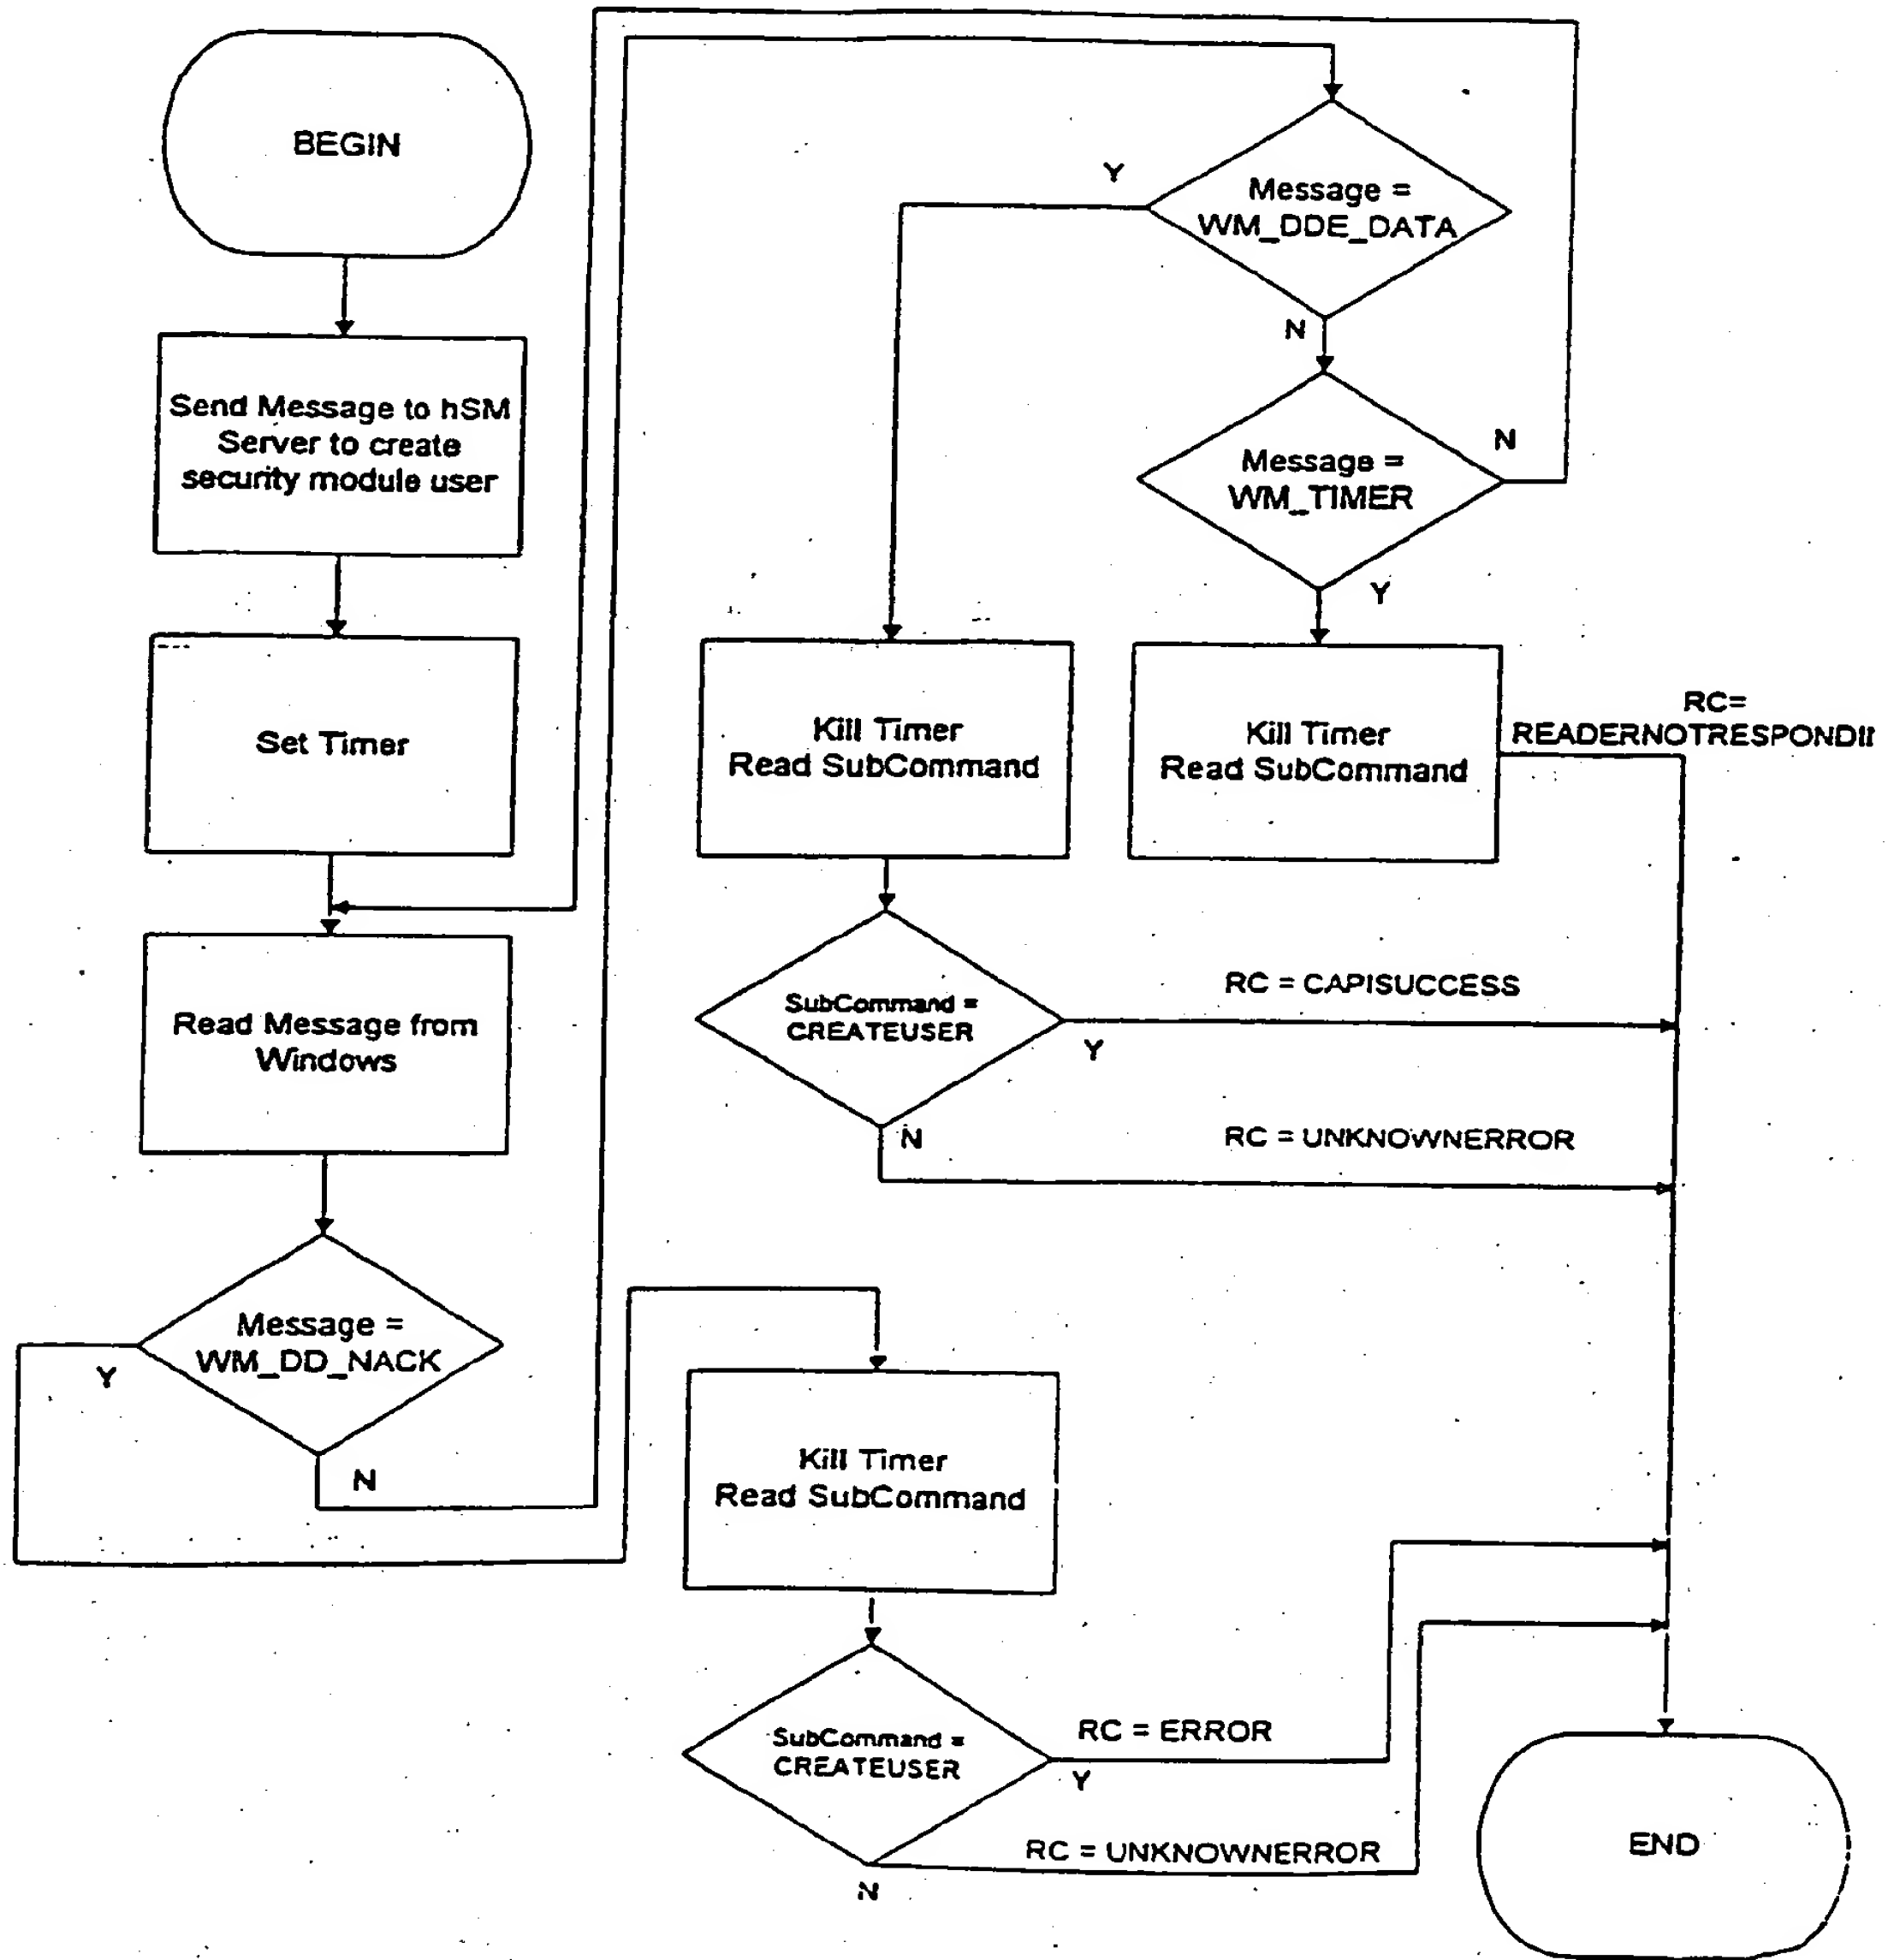 BEGIN
Send Message to hSM
Server to create
security module user
Set Timer
Read Message from
Windows
Message =
WM_DD_NACK
Y
N
Message =
WM_DDE_DATA
Y
N
Message =
WM_TIMER
N
Y
Kill Timer
Read SubCommand
Kill Timer
Read SubCommand
RC=
READERNOTRESPONDII
SubCommand =
CREATEUSER
RC = CAPISUCCESS
Y
N
RC = UNKNOWNERROR
Kill Timer
Read SubCommand
SubCommand =
CREATEUSER
RC = ERROR
Y
RC = UNKNOWNERROR
N
END